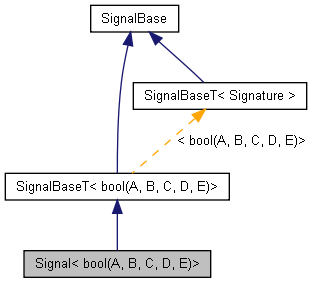 SignalBase
SignalBaseT< Signature >
< bool(A, B, C, D, E)>
SignalBaseT< bool(A, B, C, D, E)>
Signal< bool(A, B, C, D, E)>